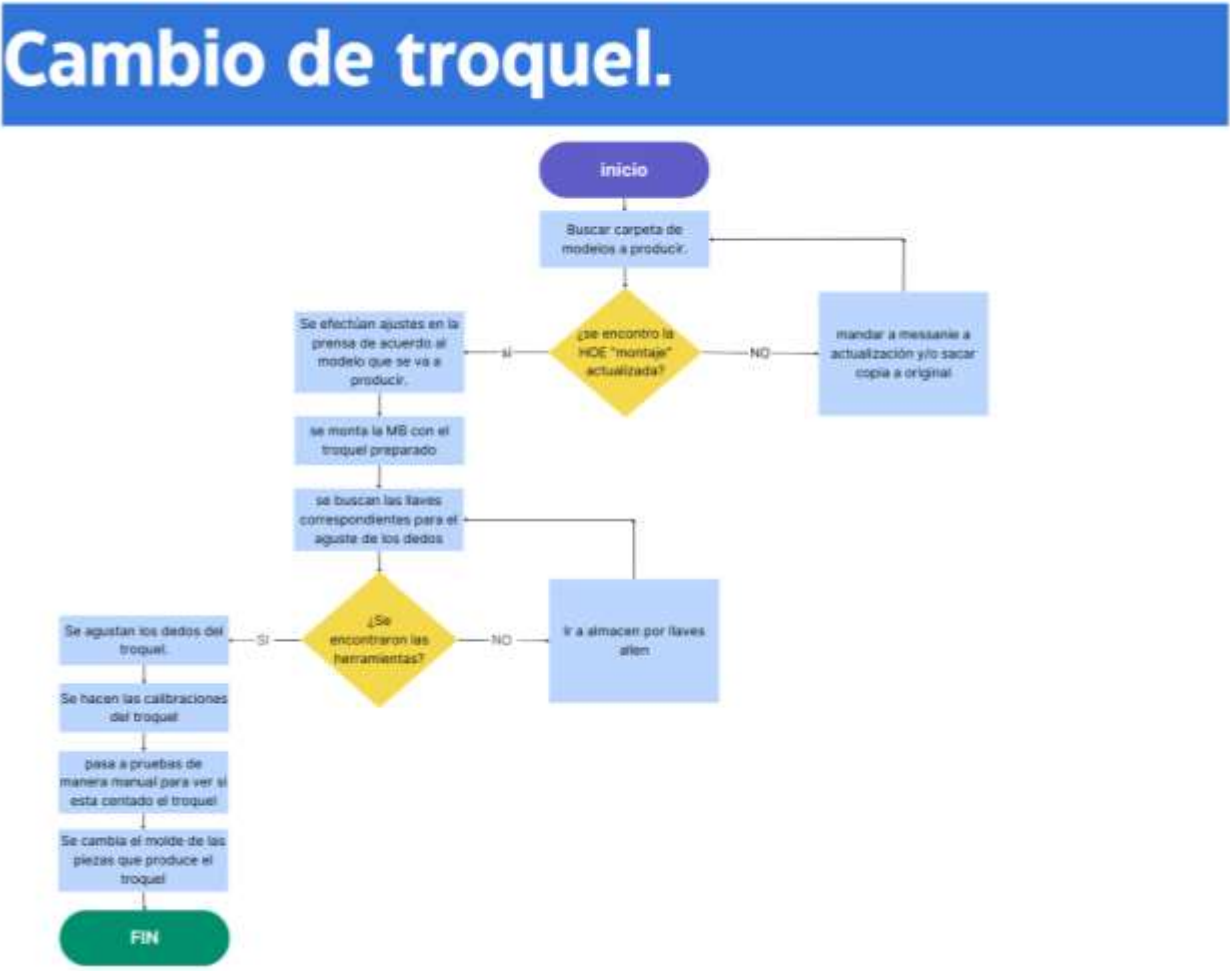 Cambio de troquel.
inicio
Buscar carpeta de
modelos a producir.
¿se encontro la
HOE "montaje"
actualizada?
NO
mandar a messanie a
actualización y/o sacar
copia a original
si
Se efectúan ajustes en la
prensa de acuerdo al
modelo que se va a
producir.
se monta la MB con el
troquel preparado
se buscan las llaves
correspondientes para el
aguste de los dedos
¿Se
encontraron las
herramientas?
NO
Ir a almacen por llaves
allen
SI
Se agustan los dedos del
troquel.
Se hacen las calibraciones
del troquel
pasa a pruebas de
manera manual para ver si
esta centado el troquel
Se cambia el molde de las
piezas que produce el
troquel
FIN